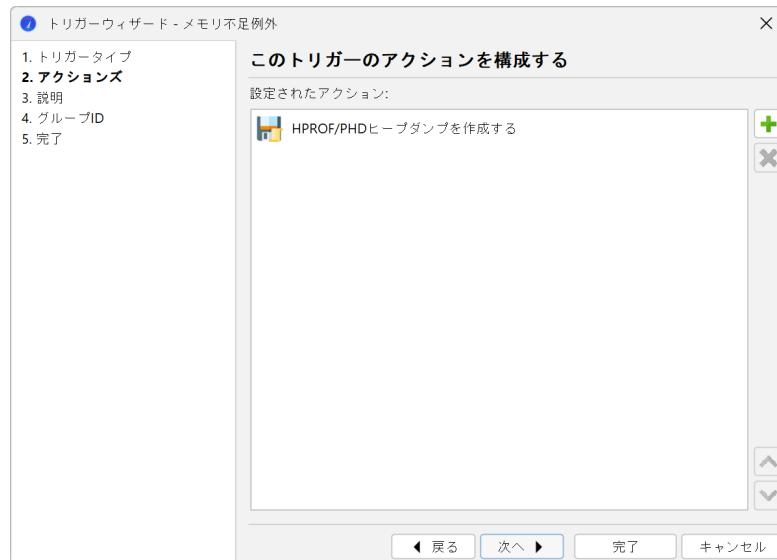 トリガーウィザード - メモリ不足例外
1. トリガータイプ
2. アクションズ
3. 説明
4. グループID
5. 完了
このトリガーのアクションを構成する
設定されたアクション:
HPROF/PHDヒープダンプを作成する
戻る
次へ
完了
キャンセル